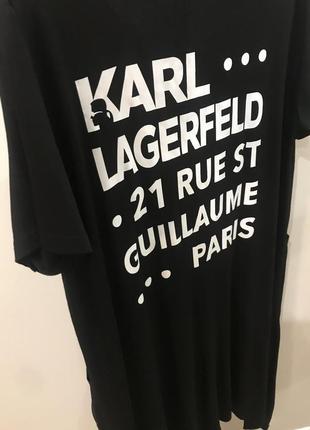 KARL
LAGERFELD
21 RUE ST
GUILLAUME
PARIS